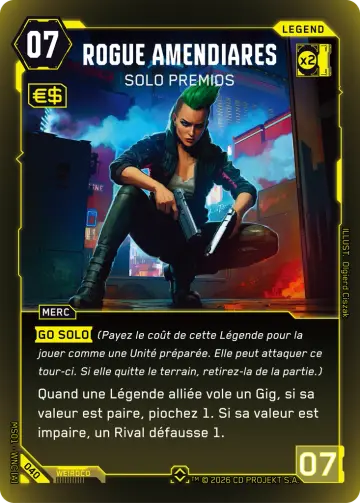 07
LEGEND
ROGUE AMENDIARES
SOLO PREMIOS
x2
€$
ILLUST. Digierd Ciszak
MERC
GO SOLO (Payez le coût de cette Légende pour la
jouer comme une Unité préparée. Elle peut attaquer ce
tour-ci. Si elle quitte le terrain, retirez-la de la partie.)
Quand une Légende alliée vole un Gig, si sa
valeur est paire, piochez 1. Si sa valeur est
impaire, un Rival défausse 1.
040
WEIRDCO
™ © 2026 CD PROJEKT S.A.
07